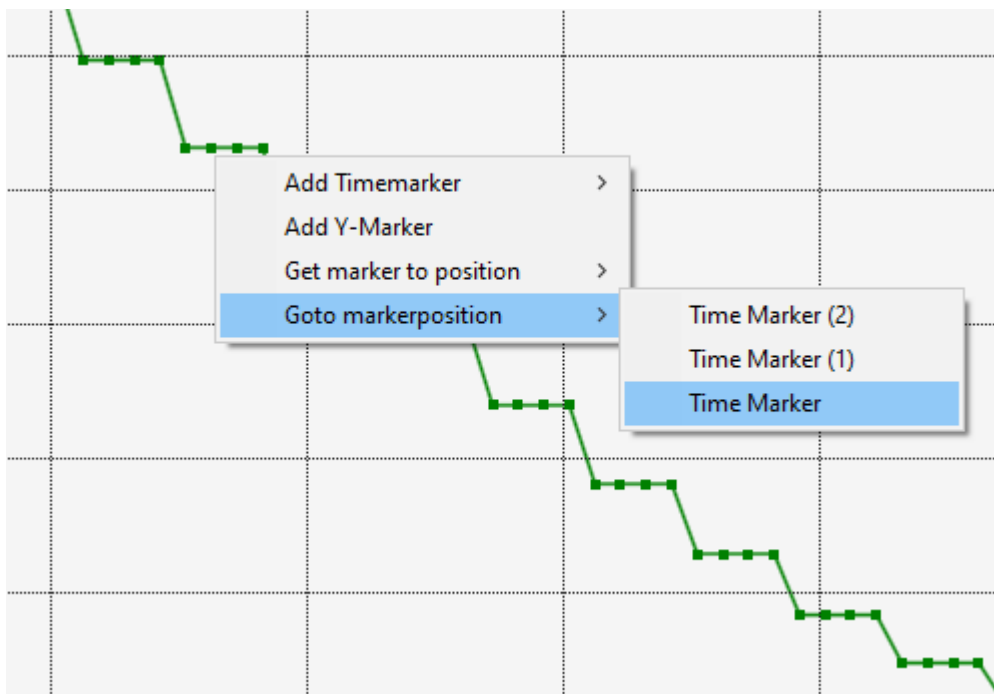 Add Timemarker
Add Y-Marker
Get marker to position
Goto markerposition
Time Marker (2)
Time Marker (1)
Time Marker